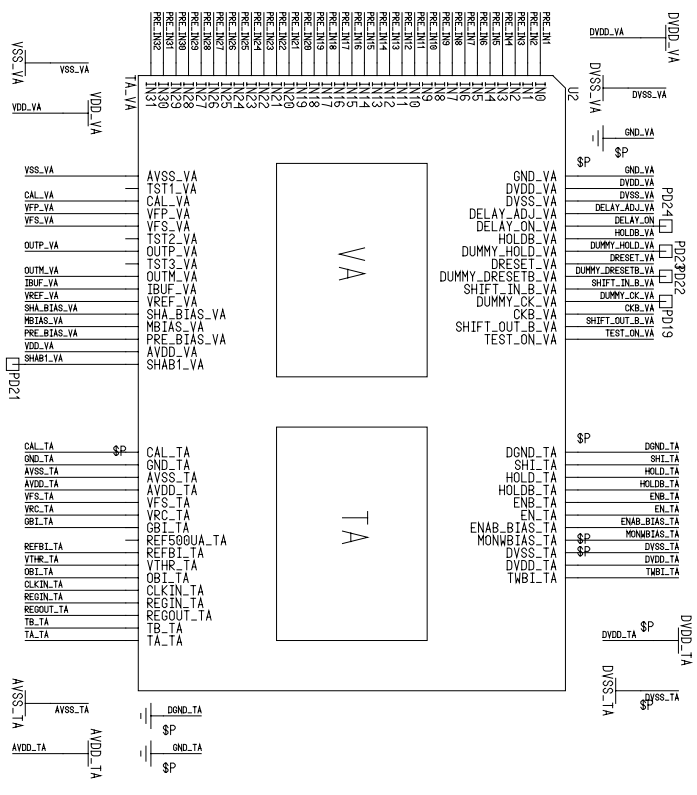 PRE_IN32
PRE_IN31
PRE_IN30
PRE_IN29
PRE_IN28
PRE_IN27
PRE_IN26
PRE_IN25
PRE_IN24
PRE_IN23
PRE_IN22
PRE_IN21
PRE_IN20
PRE_IN19
PRE_IN18
PRE_IN17
PRE_IN16
PRE_IN15
PRE_IN14
PRE_IN13
PRE_IN12
PRE_IN11
PRE_IN10
PRE_IN9
PRE_IN8
PRE_IN7
PRE_IN6
PRE_IN5
PRE_IN4
PRE_IN3
PRE_IN2
PRE_IN1
TA_VA
IN31
IN30
IN29
IN28
IN27
IN26
IN25
IN24
IN23
IN22
IN21
IN20
IN19
IN18
IN17
IN16
IN15
IN14
IN13
IN12
IN11
IN10
IN9
IN8
IN7
IN6
IN5
IN4
IN3
IN2
IN1
IN0
U2
VSS_VA
VSS_VA
VDD_VA
VDD_VA
DVDD_VA
DVDD_VA
DVSS_VA
DVSS_VA
GND_VA
$P
$P
VSS_VA
CAL_VA
VFP_VA
VFS_VA
OUTP_VA
OUTM_VA
IBUF_VA
VREF_VA
SHA_BIAS_VA
MBIAS_VA
PRE_BIAS_VA
VDD_VA
SHAB1_VA
PD21
AVSS_VA
TST1_VA
CAL_VA
VFP_VA
VFS_VA
TST2_VA
OUTP_VA
TST3_VA
OUTM_VA
IBUF_VA
VREF_VA
SHA_BIAS_VA
MBIAS_VA
PRE_BIAS_VA
AVDD_VA
SHAB1_VA
VA
GND_VA
DVDD_VA
DVSS_VA
DELAY_ADJ_VA
DELAY_ON_VA
HOLDB_VA
DUMMY_HOLD_VA
DRESET_VA
DUMMY_DRESETB_VA
SHIFT_IN_B_VA
DUMMY_CK_VA
CKB_VA
SHIFT_OUT_B_VA
TEST_ON_VA
GND_VA
DVDD_VA
DVSS_VA
DELAY_ADJ_VA
DELAY_ON
HOLDB_VA
DUMMY_HOLD_VA
DRESET_VA
DUMMY_DRESETB_VA
SHIFT_IN_B_VA
DUMMY_CK_VA
CKB_VA
SHIFT_OUT_B_VA
TEST_ON_VA
PD24
PD23
PD22
PD19
CAL_TA
GND_TA
AVSS_TA
AVDD_TA
VFS_TA
VRC_TA
GBI_TA
REFBI_TA
VTHR_TA
OBI_TA
CLKIN_TA
REGIN_TA
REGOUT_TA
TB_TA
TA_TA
$P
CAL_TA
GND_TA
AVSS_TA
AVDD_TA
VFS_TA
VRC_TA
GBI_TA
REF500UA_TA
REFBI_TA
VTHR_TA
OBI_TA
CLKIN_TA
REGIN_TA
REGOUT_TA
TB_TA
TA_TA
TA
DGND_TA
SHI_TA
HOLD_TA
HOLDB_TA
ENB_TA
EN_TA
ENAB_BIAS_TA
MONWBIAS_TA
DVSS_TA
DVDD_TA
TWBI_TA
$P
$P
$P
DGND_TA
SHI_TA
HOLD_TA
HOLDB_TA
ENB_TA
EN_TA
ENAB_BIAS_TA
MONWBIAS_TA
DVSS_TA
DVDD_TA
TWBI_TA
$P
DVDD_TA
DVDD_TA
DVSS_TA
DVSS_TA
$P
AVSS_TA
AVSS_TA
AVDD_TA
AVDD_TA
DGND_TA
$P
GND_TA
$P